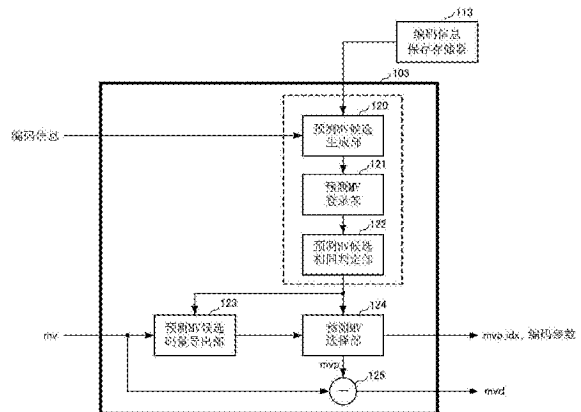 113
编码信息
保存存储器
103
120
编码信息
预测MV候选
生成部
121
预测MV
登录部
122
预测MV候选
相同判定部
123
124
mv
预测MV候选
码量导出部
预测MV
选择部
mvp_idx, 编码参数
mvp
125
mvd